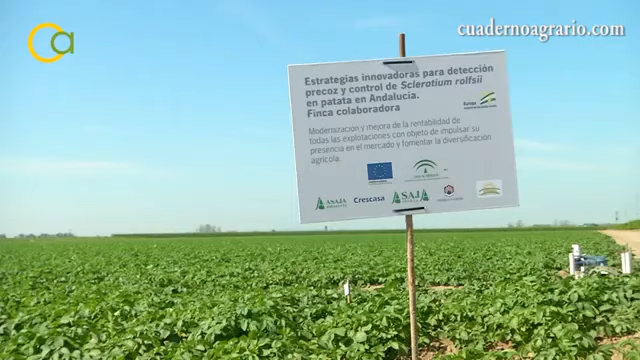 cuadernoagrario.com
Estrategias innovadoras para detección
precoz y control de Sclerotium rolfsii
en patata en Andalucía.
Finca colaboradora
Modernización y mejora de la rentabilidad de
todas las explotaciones con objeto de impulsar su
presencia en el mercado y fomentar la diversificación
agrícola.
Europa
ASAJA
Crescasa
ASAJA